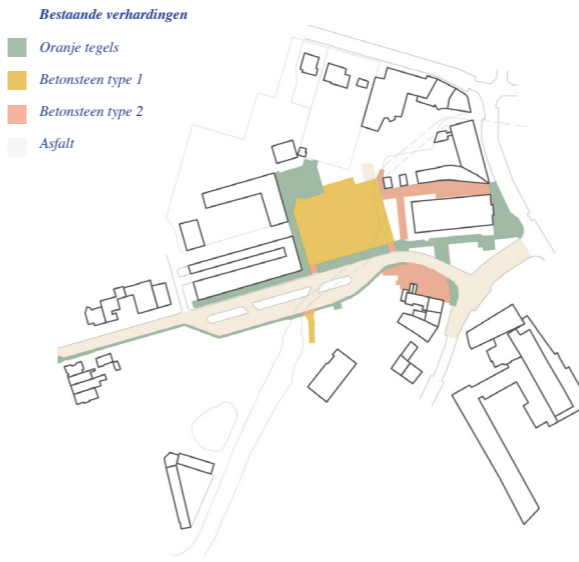 Bestaande verhardingen
Oranje tegels
Betonsteen type 1
Betonsteen type 2
Asfalt